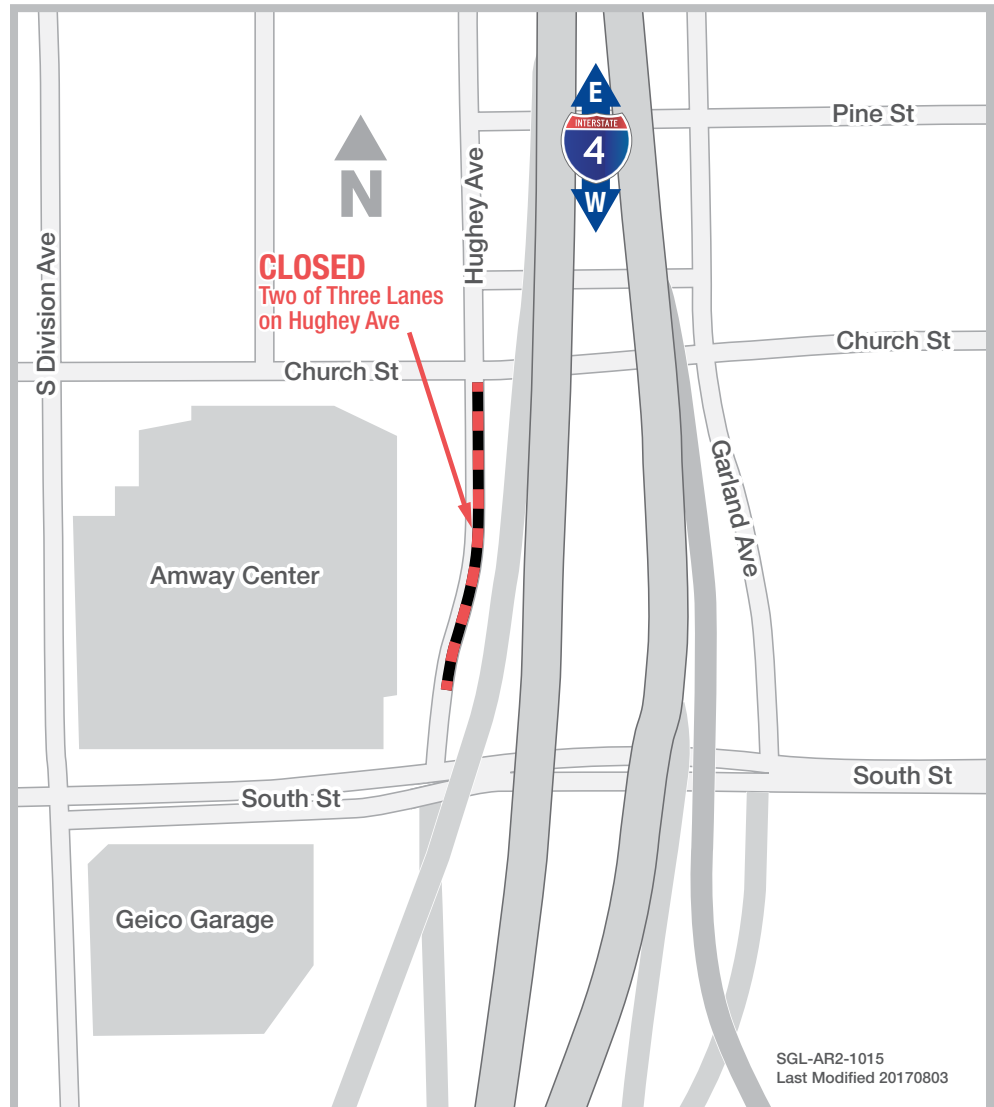 E
INTERSTATE
4
W
Pine St
N
Hughey Ave
S Division Ave
CLOSED
Two of Three Lanes
on Hughey Ave
Church St
Church St
Garland Ave
Amway Center
South St
South St
Geico Garage
SGL-AR2-1015
Last Modified 20170803